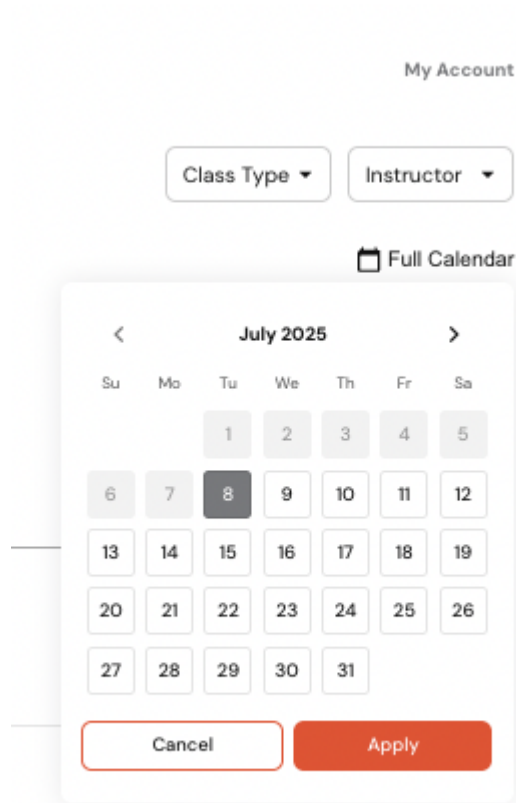 My Account
Class Type Instructor
Full Calendar
July 2025
Su Mo Tu We Th Fr Sa
1 2 3 4 5
6 7 8 9 10 11 12
13 14 15 16 17 18 19
20 21 22 23 24 25 26
27 28 29 30 31
Cancel Apply